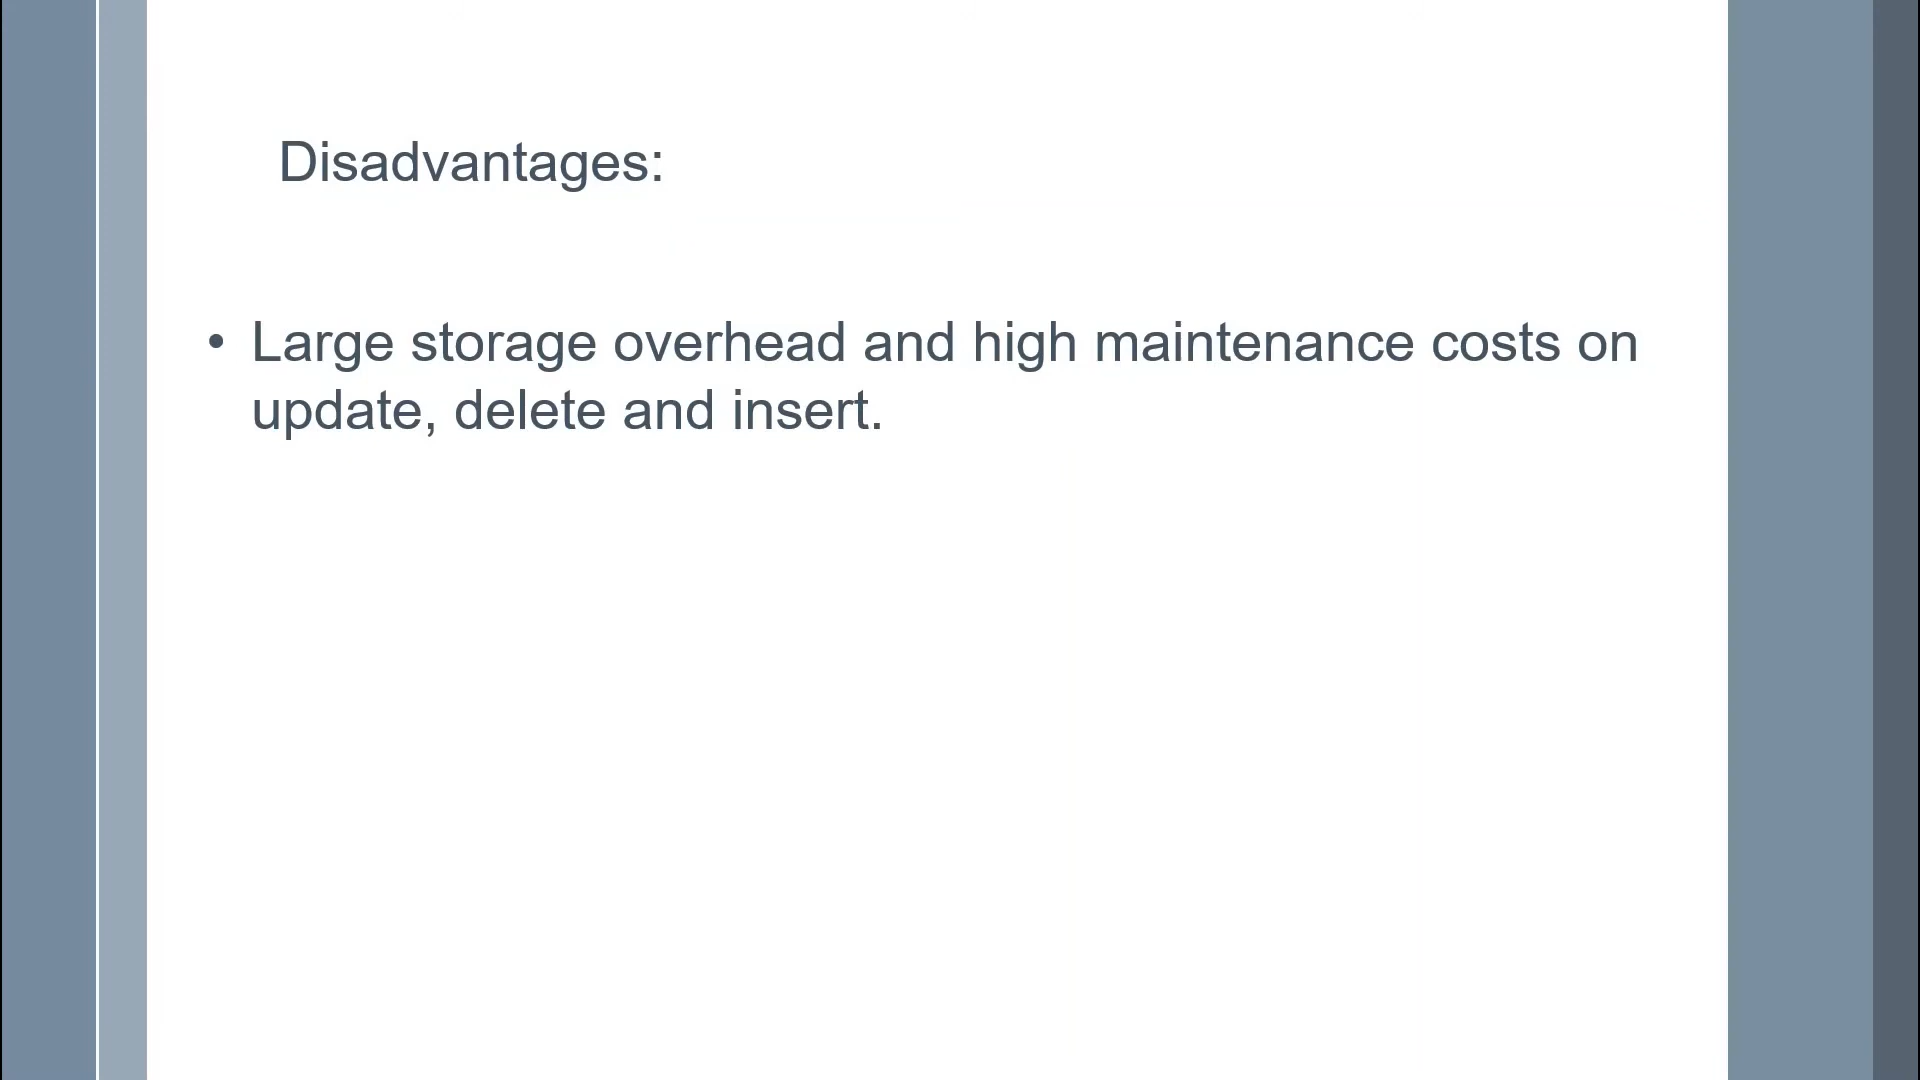 Disadvantages:
• Large storage overhead and high maintenance costs on
update, delete and insert.